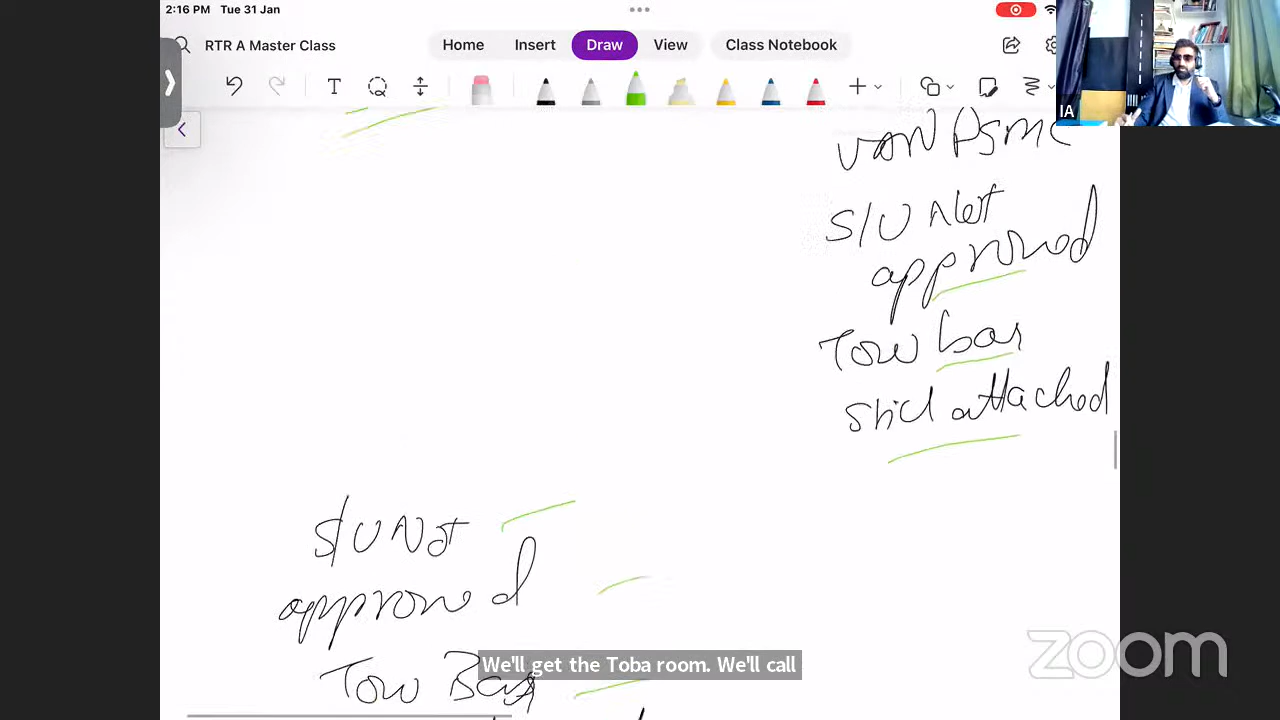 2:16 PM Tue 31 Jan
RTR A Master Class
Home Insert Draw View Class Notebook
T
IA
S/U Not
approved
Tow bar
still attached
S/U Not
approved
Tow Bar
We'll get the Toba room. We'll call
zoom